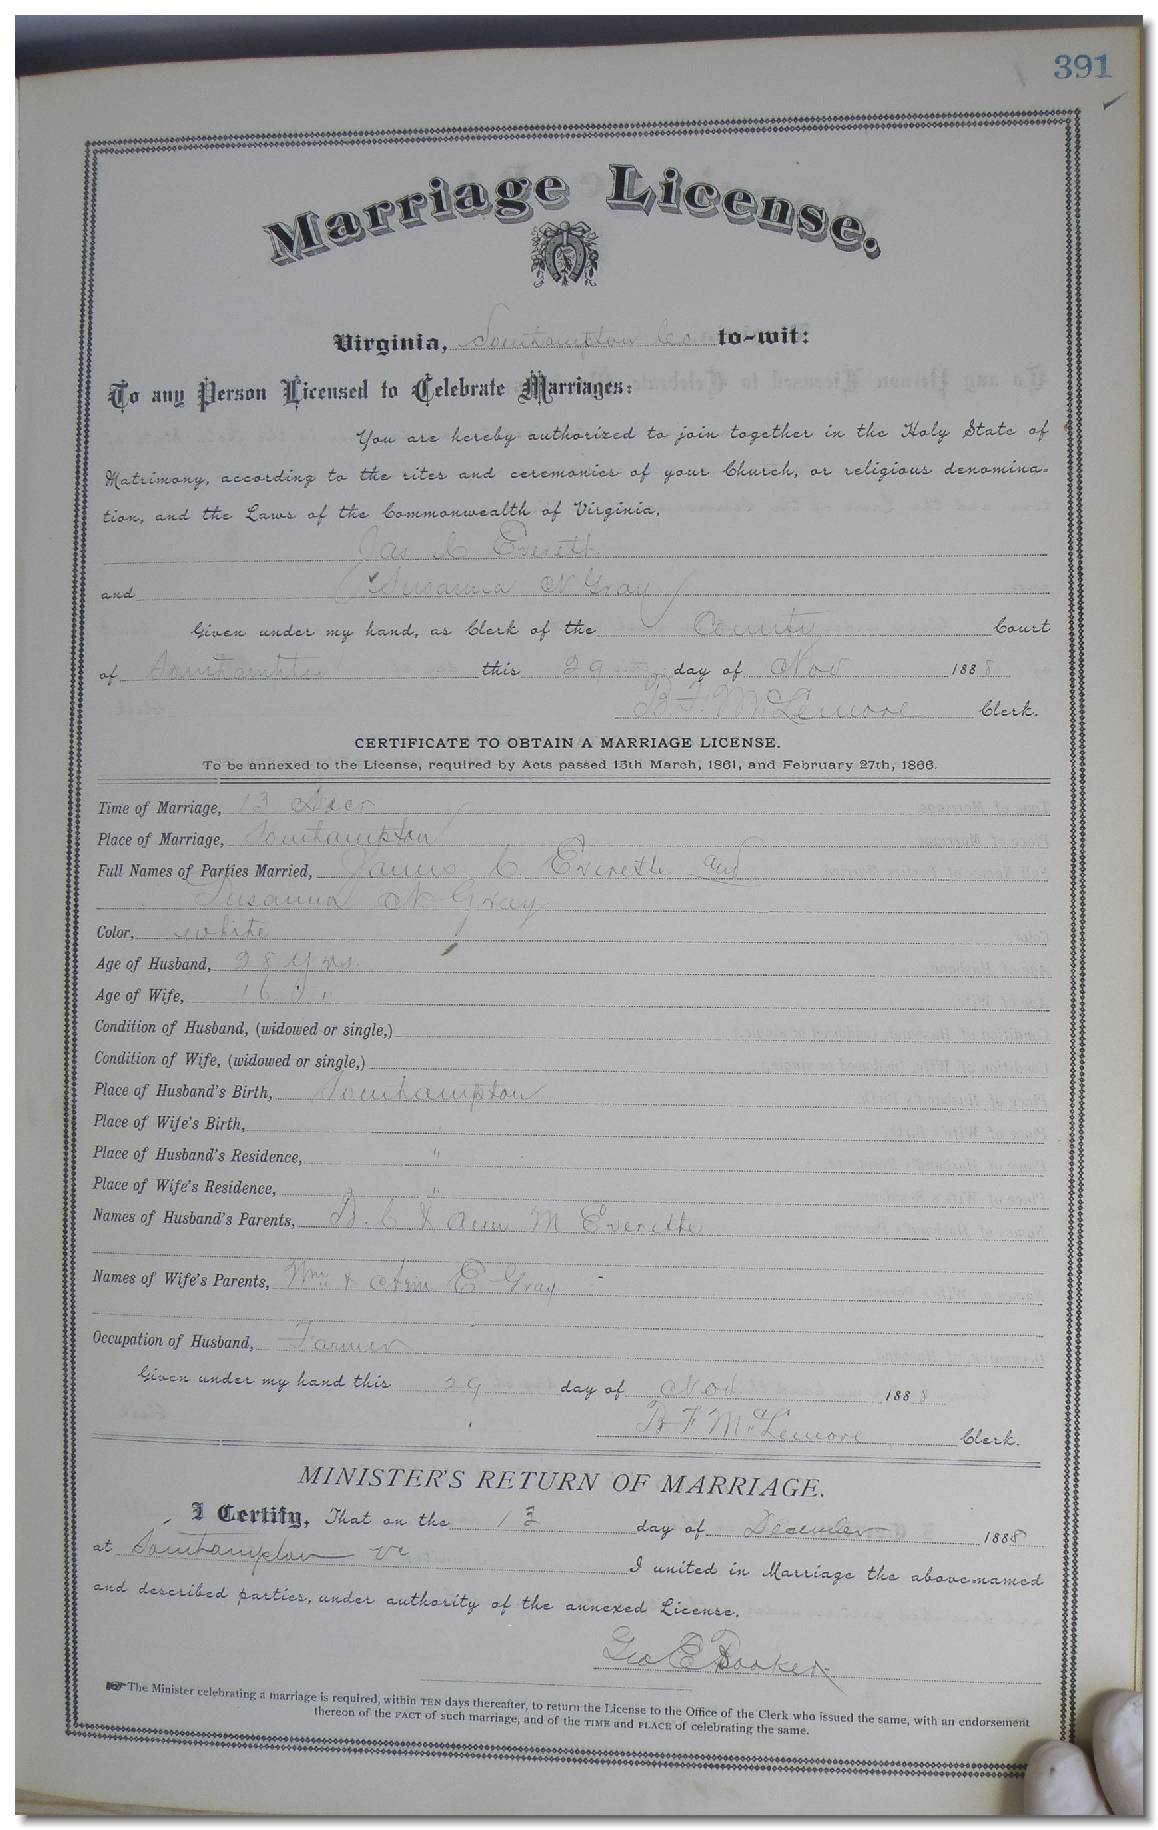 391
Marriage License.
Virginia, Southampton Co. to-wit:
To any Person Licensed to Celebrate Marriages:
You are hereby authorized to join together in the Holy State of
Matrimony, according to the rites and ceremonies of your Church, or religious denomina-
tion, and the Laws of the Commonwealth of Virginia,
Jas C Everett
and Susanna N Gray
Given under my hand, as Clerk of the County Court
of Southampton this 29 day of Nov 1888
B. F. McLemore Clerk.
CERTIFICATE TO OBTAIN A MARRIAGE LICENSE.
To be annexed to the License, required by Acts passed 15th March, 1861, and February 27th, 1866.
Time of Marriage, 13 Decr
Place of Marriage, Southampton
Full Names of Parties Married, James C Everette and
Susanna N Gray
Color, white
Age of Husband, 28 yrs.
Age of Wife, 16 " "
Condition of Husband, (widowed or single,)
Condition of Wife, (widowed or single,)
Place of Husband's Birth, Southampton
Place of Wife's Birth, "
Place of Husband's Residence, "
Place of Wife's Residence, "
Names of Husband's Parents, D. C & Ann M Everette
Names of Wife's Parents, Wm & Ann E Gray
Occupation of Husband, Farmer
Given under my hand this 29 day of Nov 1888
B F McLemore Clerk.
MINISTER'S RETURN OF MARRIAGE.
I Certify, That on the 13 day of December 1888
at Southampton Va I united in Marriage the above-named
and described parties, under authority of the annexed License.
Geo E Booker
The Minister celebrating a marriage is required, within TEN days thereafter, to return the License to the Office of the Clerk who issued the same, with an endorsement
thereon of the FACT of such marriage, and of the TIME and PLACE of celebrating the same.